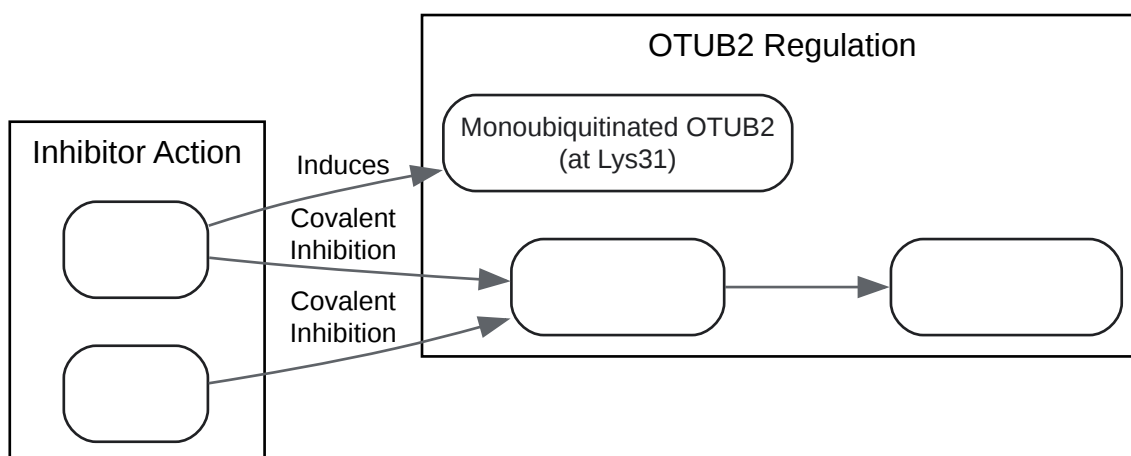 OTUB2 Regulation
Monoubiquitinated OTUB2
(at Lys31)
Inhibitor Action
Induces
Covalent
Inhibition
Covalent
Inhibition